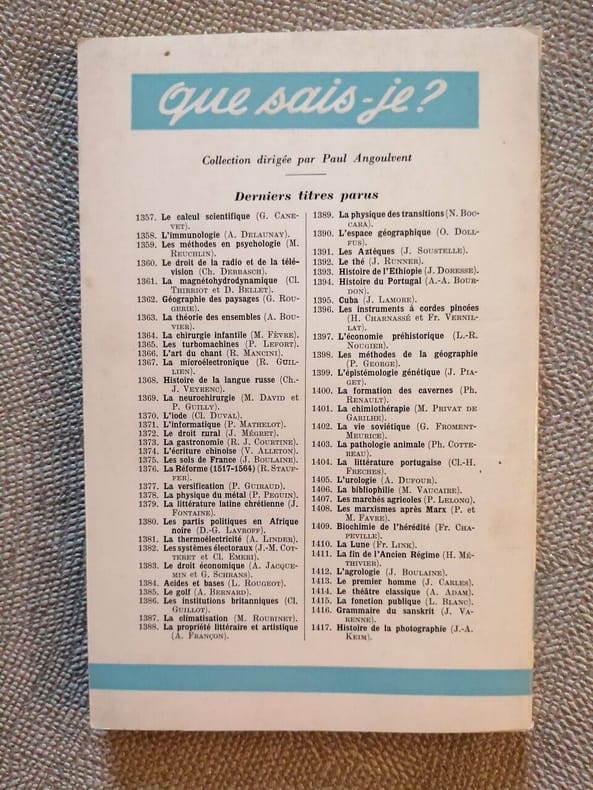 que sais-je?
Collection dirigée par Paul Angoulvent
Derniers titres parus
1357. Le calcul scientifique (G. CANE-
VET).
1358. L'immunologie (A. DELAUNAY).
1359. Les méthodes en psychologie (M.
REUCHLIN).
1360. Le droit de la radio et de la télé-
vision (Ch. DEBBASCH).
1361. La magnétohydrodynamique (Cl.
THIRRIOT et D. BELLET).
1362. Géographie des paysages (G. ROU-
GERIE).
1363. La théorie des ensembles (A. BOU-
VIER).
1364. La chirurgie infantile (M. FÈVRE).
1365. Les turbomachines (P. LEFORT).
1366. L'art du chant (R. MANCINI).
1367. La microélectronique (R. GUIL-
LIEN).
1368. Histoire de la langue russe (Ch.-
J. VEYRENC).
1369. La neurochirurgie (M. DAVID et
P. GUILLY).
1370. L'iode (Cl. DUVAL).
1371. L'informatique (P. MATHELOT).
1372. Le droit rural (J. MÉGRET).
1373. La gastronomie (R. J. COURTINE).
1374. L'écriture chinoise (V. ALLETON).
1375. Les sols de France (J. BOULAINE).
1376. La Réforme (1517-1564) (R. STAUF-
FER).
1377. La versification (P. GUIRAUD).
1378. La physique du métal (P. PEGUIN).
1379. La littérature latine chrétienne (J.
FONTAINE).
1380. Les partis politiques en Afrique
noire (D.-G. LAVROFF).
1381. La thermoélectricité (A. LINDER).
1382. Les systèmes électoraux (J.-M. COT-
TERET et Cl. EMERI).
1383. Le droit économique (A. JACQUE-
MIN et G. SCHRANS).
1384. Acides et bases (L. ROUGEOT).
1385. Le golf (A. BERNARD).
1386. Les institutions britanniques (Cl.
GUILLOT).
1387. La climatisation (M. ROUBINET).
1388. La propriété littéraire et artistique
(A. FRANÇON).
1389. La physique des transitions (N. BOC-
CARA).
1390. L'espace géographique (O. DOLL-
FUS).
1391. Les Aztèques (J. SOUSTELLE).
1392. Le thé (J. RUNNER).
1393. Histoire de l'Ethiopie (J. DORESSE).
1394. Histoire du Portugal (A.-A. BOUR-
DON).
1395. Cuba (J. LAMORE).
1396. Les instruments à cordes pincées
(H. CHARNASSÉ et Fr. VERNIL-
LAT).
1397. L'économie préhistorique (L.-R.
NOUGIER).
1398. Les méthodes de la géographie
(P. GEORGE).
1399. L'épistémologie génétique (J. PIA-
GET).
1400. La formation des cavernes (Ph.
RENAULT).
1401. La chimiothérapie (M. PRIVAT DE
GARILHE).
1402. La vie soviétique (G. FROMENT-
MEURICE).
1403. La pathologie animale (Ph. COTTE-
REAU).
1404. La littérature portugaise (Cl.-H.
FRECHES).
1405. L'urologie (A. DUFOUR).
1406. La bibliophilie (M. VAUCAIRE).
1407. Les marchés agricoles (P. LELONG).
1408. Les marxismes après Marx (P. et
M. FAVRE).
1409. Biochimie de l'hérédité (Fr. CHA-
PEVILLE).
1410. La Lune (Fr. LINK).
1411. La fin de l'Ancien Régime (H. MÉ-
THIVIER).
1412. L'agrologie (J. BOULAINE).
1413. Le premier homme (J. CARLES).
1414. Le théâtre classique (A. ADAM).
1415. La fonction publique (L. BLANC).
1416. Grammaire du sanskrit (J. VA-
RENNE).
1417. Histoire de la photographie (J.-A.
KEIM).